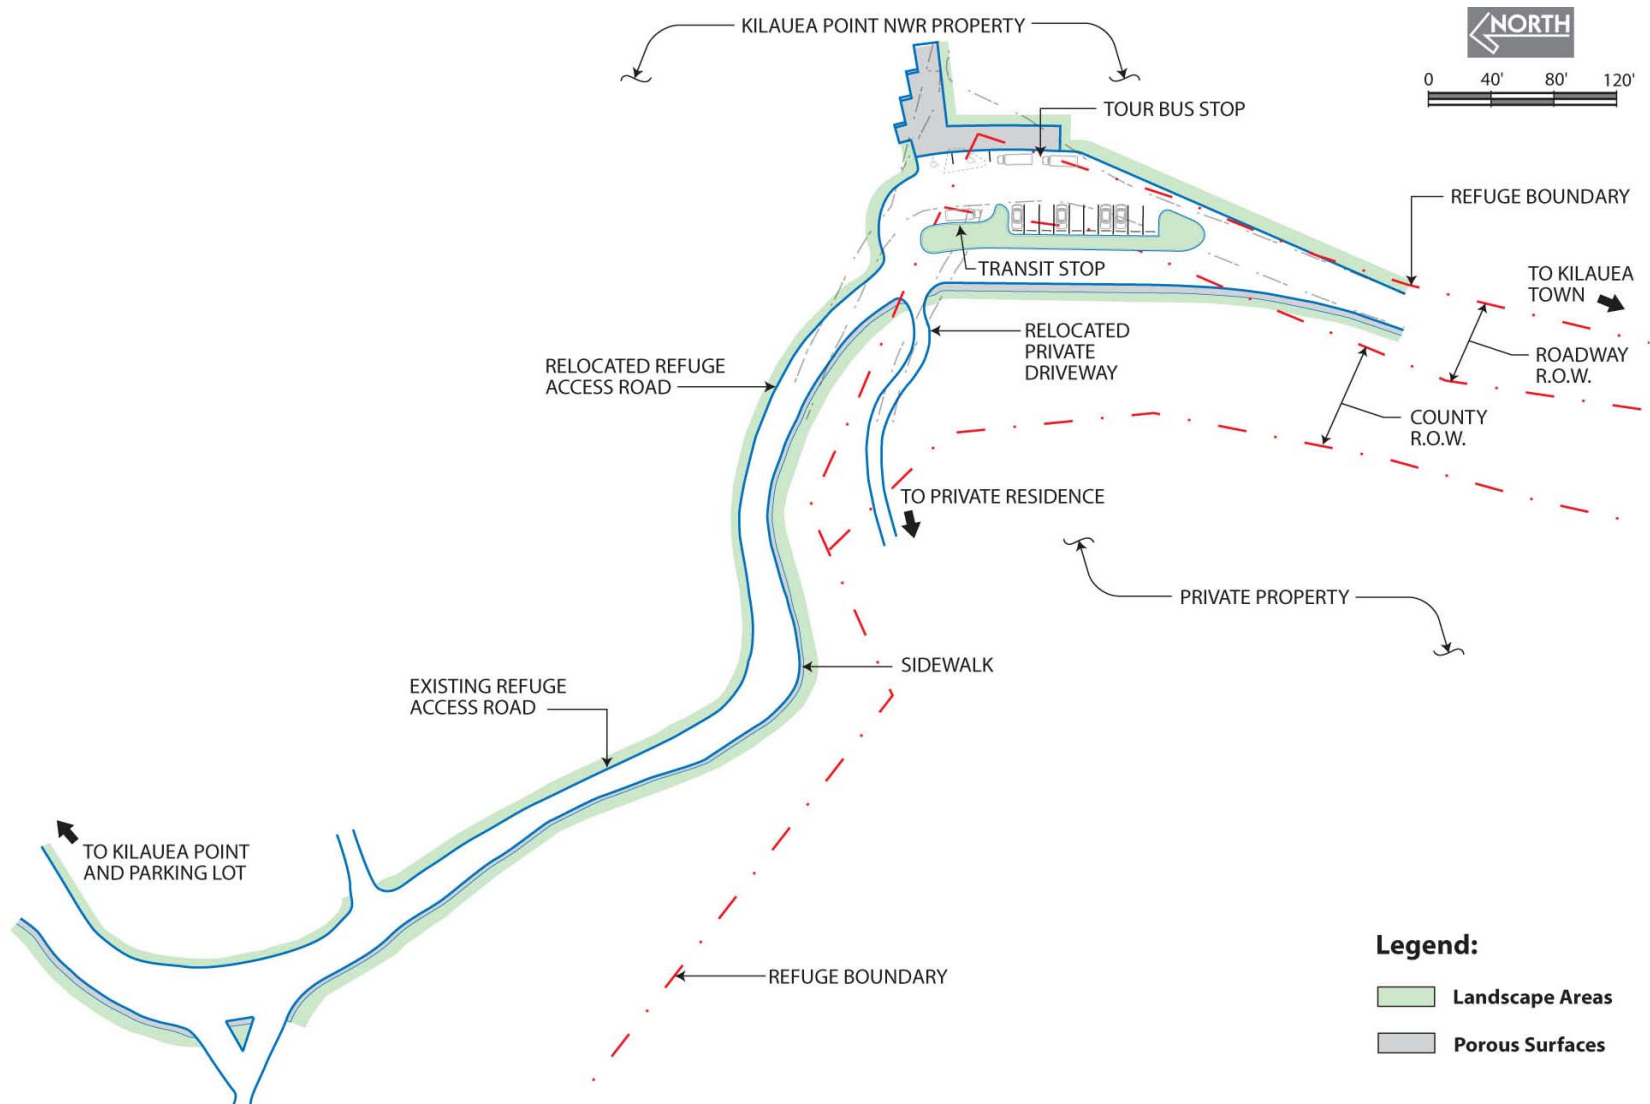 KILAUEA POINT NWR PROPERTY
NORTH
0 40' 80' 120'
TOUR BUS STOP
REFUGE BOUNDARY
TRANSIT STOP
TO KILAUEA
TOWN
RELOCATED
PRIVATE
DRIVEWAY
ROADWAY
R.O.W.
RELOCATED REFUGE
ACCESS ROAD
COUNTY
R.O.W.
TO PRIVATE RESIDENCE
PRIVATE PROPERTY
SIDEWALK
EXISTING REFUGE
ACCESS ROAD
TO KILAUEA POINT
AND PARKING LOT
REFUGE BOUNDARY
Legend:
Landscape Areas
Porous Surfaces